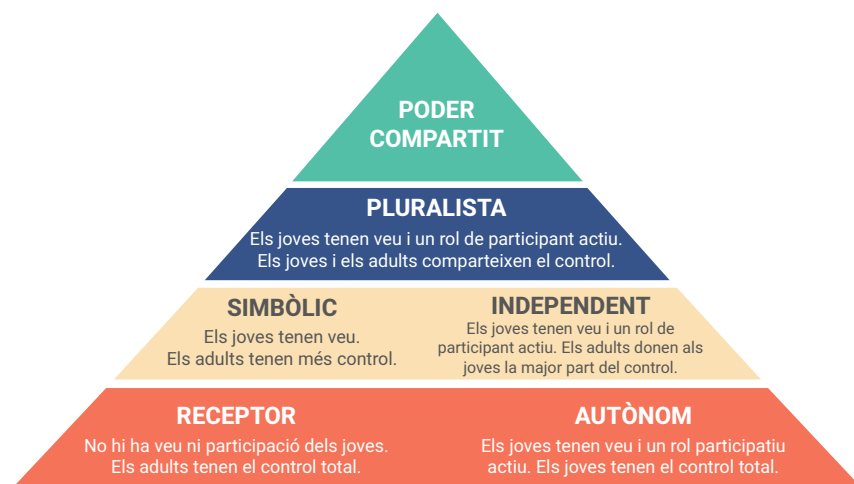 PODER
COMPARTIT
PLURALISTA
Els joves tenen veu i un rol de participant actiu.
Els joves i els adults comparteixen el control.
SIMBÒLIC
Els joves tenen veu.
Els adults tenen més control.
INDEPENDENT
Els joves tenen veu i un rol de
participant actiu. Els adults donen als
joves la major part del control.
RECEPTOR
No hi ha veu ni participació dels joves.
Els adults tenen el control total.
AUTÒNOM
Els joves tenen veu i un rol participatiu
actiu. Els joves tenen el control total.